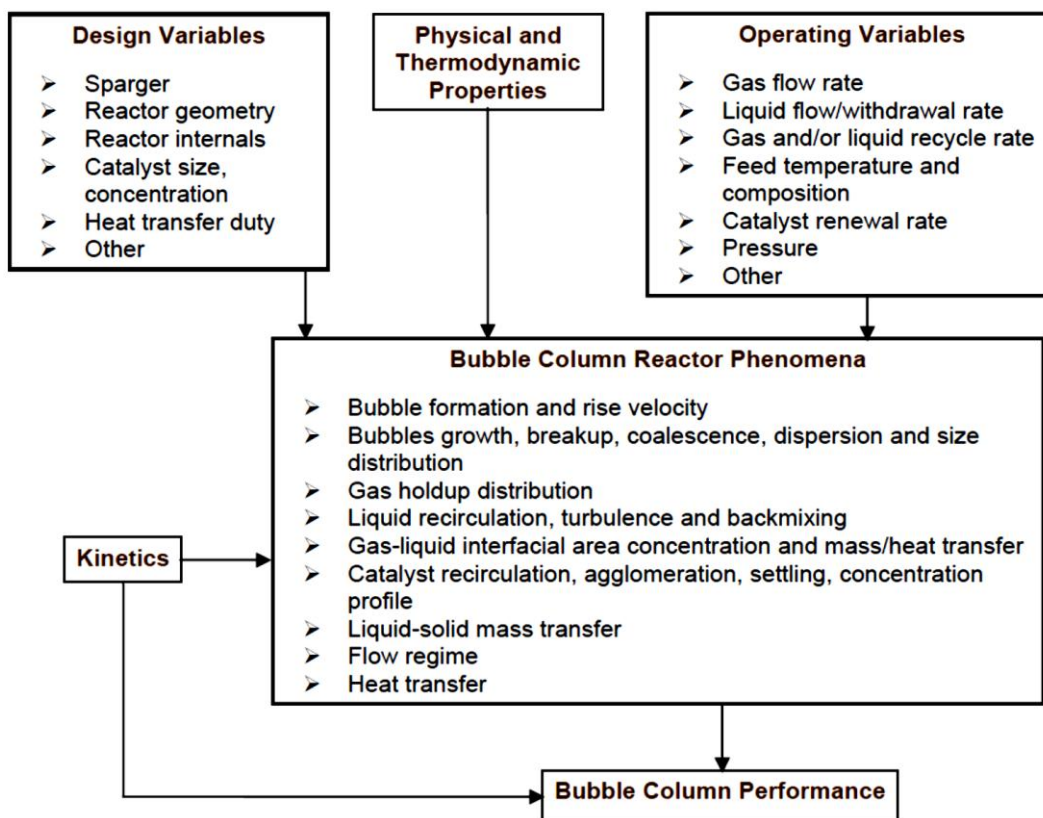 Design Variables
➢ Sparger
➢ Reactor geometry
➢ Reactor internals
➢ Catalyst size,
concentration
➢ Heat transfer duty
➢ Other
Physical and
Thermodynamic
Properties
Operating Variables
➢ Gas flow rate
➢ Liquid flow/withdrawal rate
➢ Gas and/or liquid recycle rate
➢ Feed temperature and
composition
➢ Catalyst renewal rate
➢ Pressure
➢ Other
Bubble Column Reactor Phenomena
➢ Bubble formation and rise velocity
➢ Bubbles growth, breakup, coalescence, dispersion and size
distribution
➢ Gas holdup distribution
➢ Liquid recirculation, turbulence and backmixing
➢ Gas-liquid interfacial area concentration and mass/heat transfer
➢ Catalyst recirculation, agglomeration, settling, concentration
profile
➢ Liquid-solid mass transfer
➢ Flow regime
➢ Heat transfer
Kinetics
Bubble Column Performance